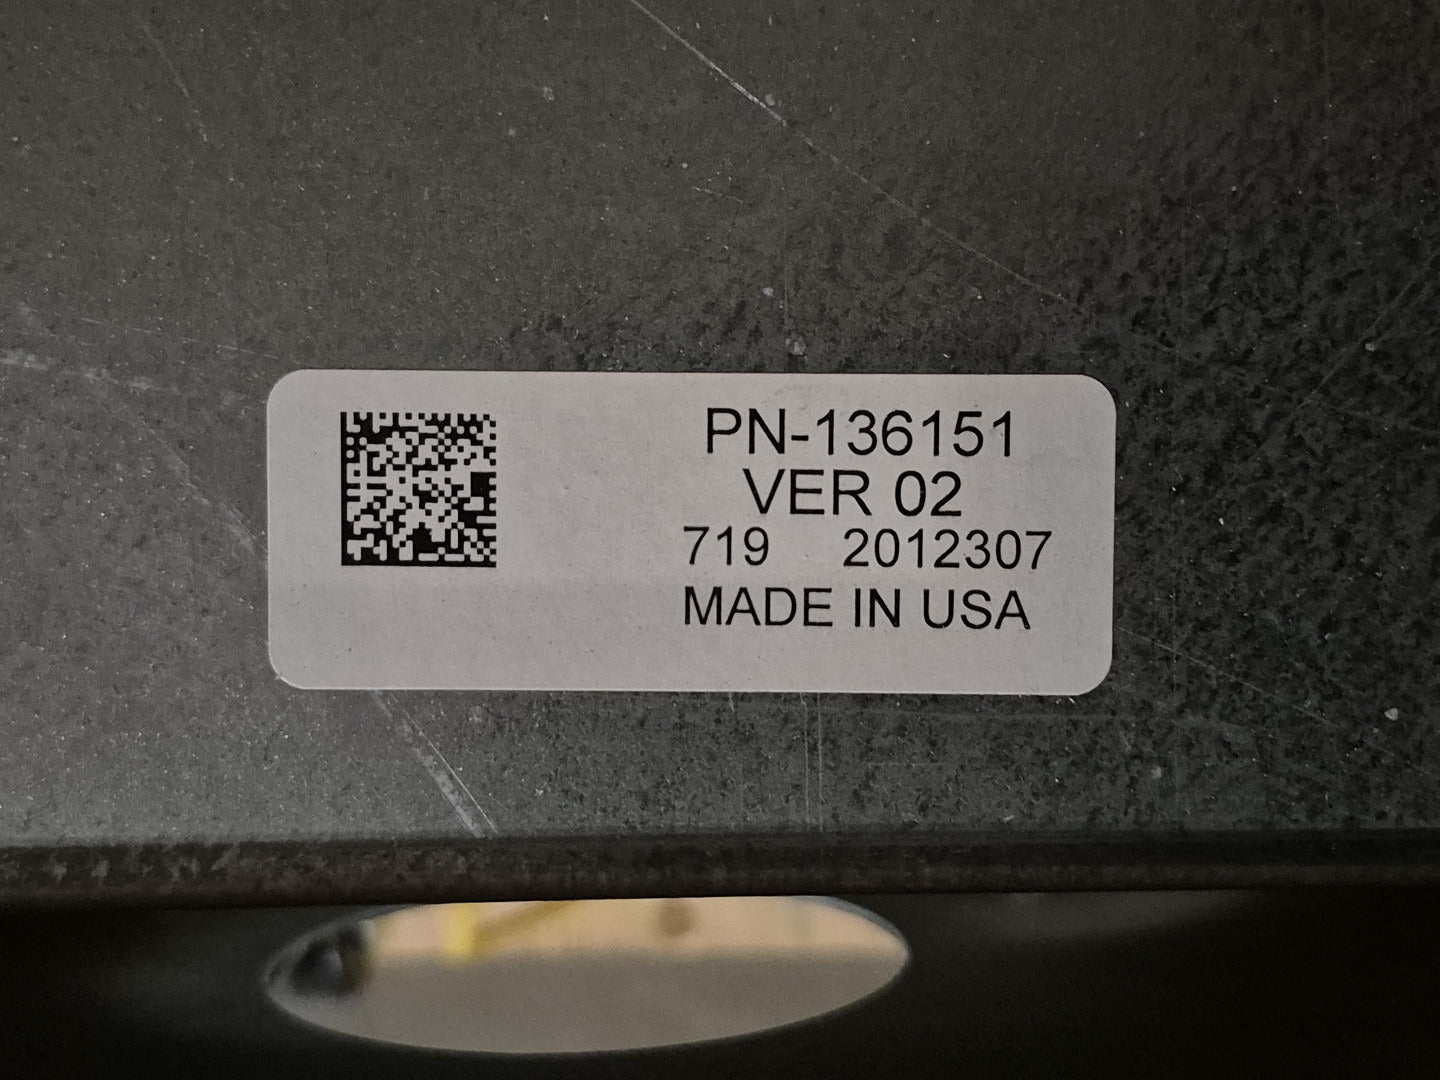 PN-136151
VER 02
719 2012307
MADE IN USA